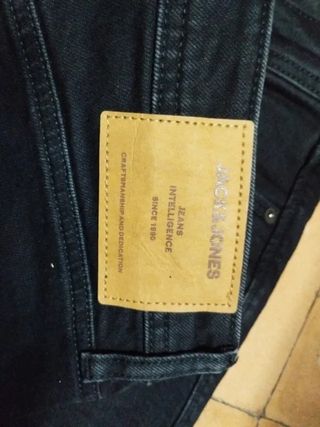 JACK & JONES
JEANS
INTELLIGENCE
SINCE 1990
CRAFTSMANSHIP AND DEDICATION